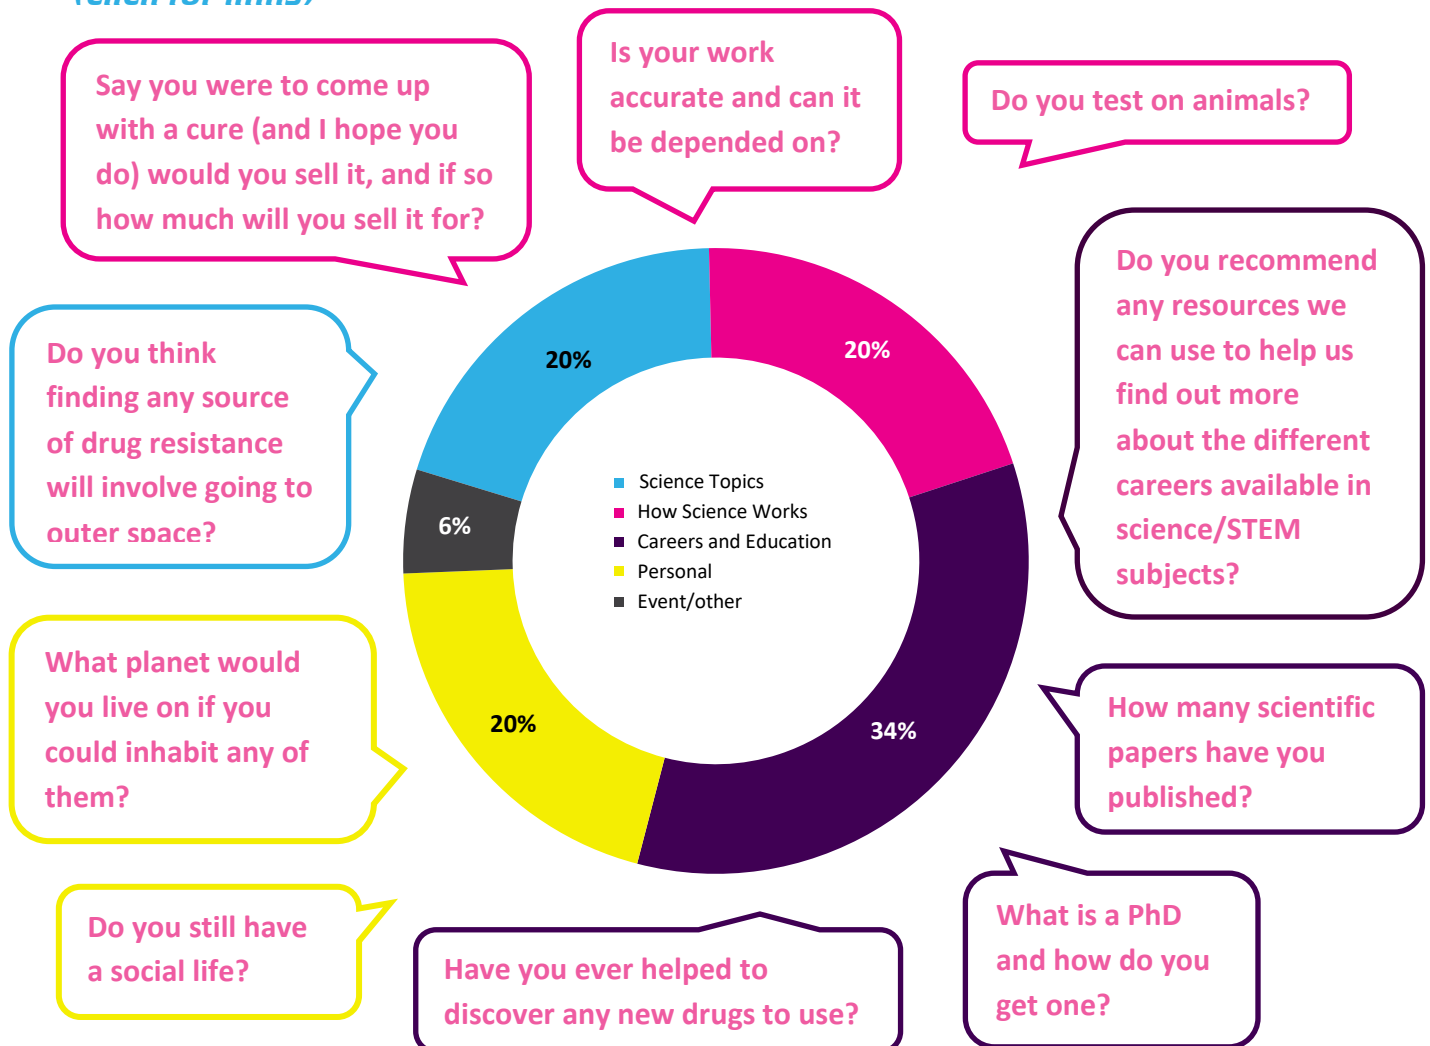 (click for links)
Say you were to come up
with a cure (and I hope you
do) would you sell it, and if so
how much will you sell it for?
Is your work
accurate and can it
be depended on?
Do you test on animals?
Do you recommend
any resources we
can use to help us
find out more
about the different
careers available in
science/STEM
subjects?
Do you think
finding any source
of drug resistance
will involve going to
outer space?
20%
20%
6%
20%
34%
Science Topics
How Science Works
Careers and Education
Personal
Event/other
What planet would
you live on if you
could inhabit any of
them?
How many scientific
papers have you
published?
Do you still have
a social life?
Have you ever helped to
discover any new drugs to use?
What is a PhD
and how do you
get one?